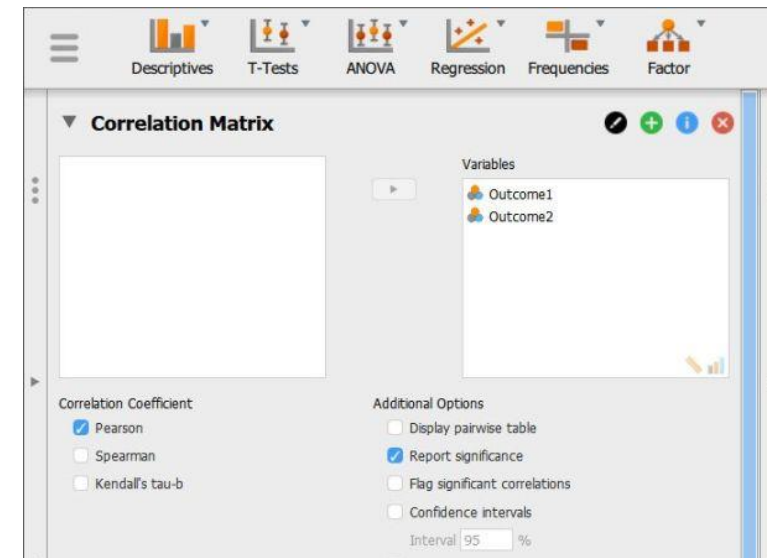 Descriptives T-Tests ANOVA Regression Frequencies Factor
Correlation Matrix
Variables
Outcome1
Outcome2
Correlation Coefficient
Pearson
Spearman
Kendall's tau-b
Additional Options
Display pairwise table
Report significance
Flag significant correlations
Confidence intervals
Interval 95 %